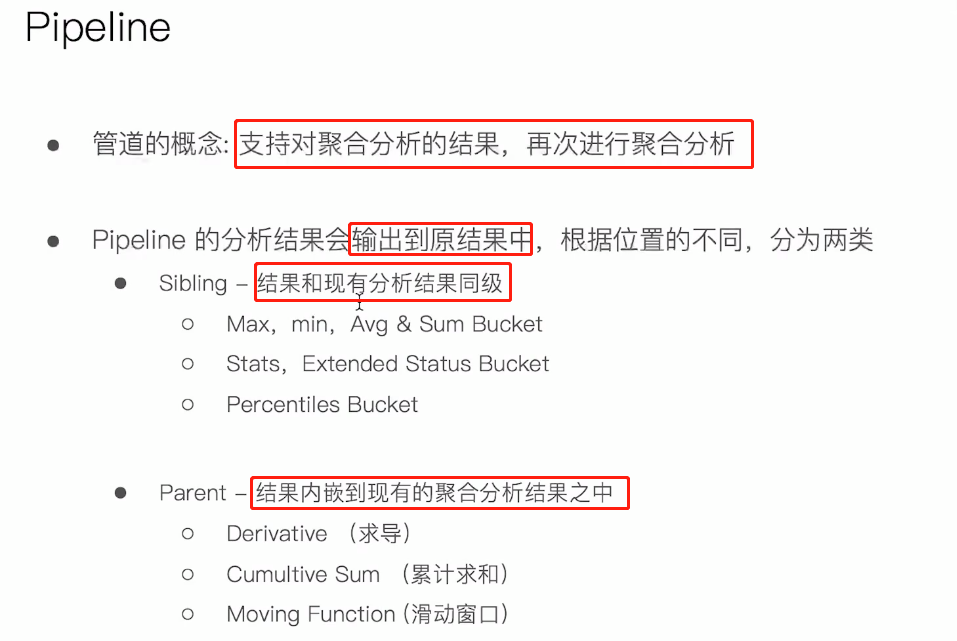 Pipeline
管道的概念: 支持对聚合分析的结果，再次进行聚合分析
Pipeline 的分析结果会输出到原结果中，根据位置的不同，分为两类
Sibling – 结果和现有分析结果同级
Max，min，Avg & Sum Bucket
Stats，Extended Status Bucket
Percentiles Bucket
Parent – 结果内嵌到现有的聚合分析结果之中
Derivative （求导）
Cumultive Sum （累计求和）
Moving Function (滑动窗口）